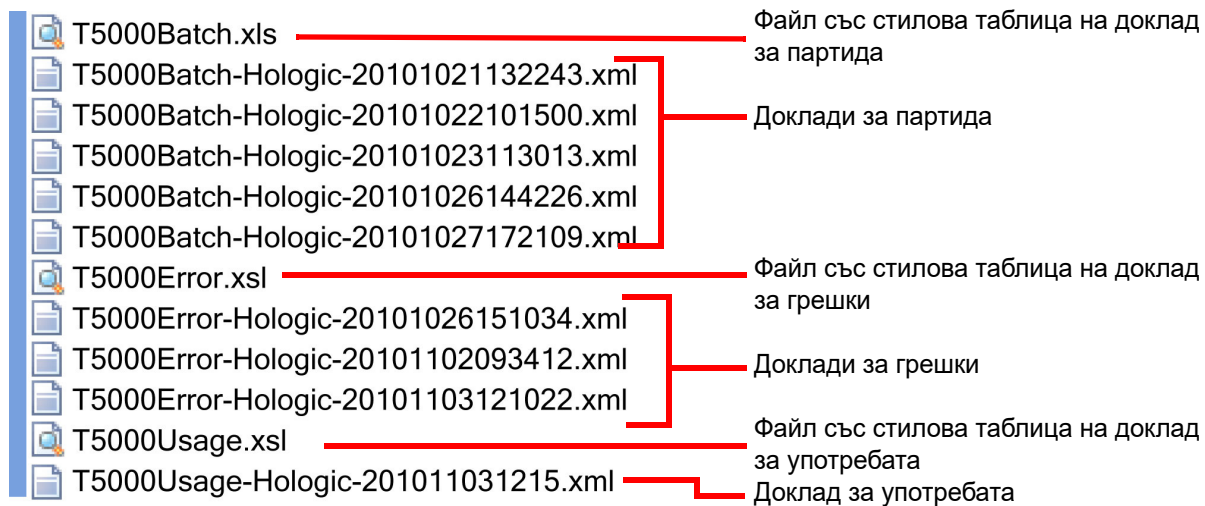 T5000Batch.xls
Файл със стилова таблица на доклад
за партида
T5000Batch-Hologic-20101021132243.xml
T5000Batch-Hologic-20101022101500.xml
Доклади за партида
T5000Batch-Hologic-20101023113013.xml
T5000Batch-Hologic-20101026144226.xml
T5000Batch-Hologic-20101027172109.xml
T5000Error.xsl
Файл със стилова таблица на доклад
за грешки
T5000Error-Hologic-20101026151034.xml
T5000Error-Hologic-20101102093412.xml
Доклади за грешки
T5000Error-Hologic-20101103121022.xml
T5000Usage.xsl
Файл със стилова таблица на доклад
за употребата
T5000Usage-Hologic-201011031215.xml
Доклад за употребата